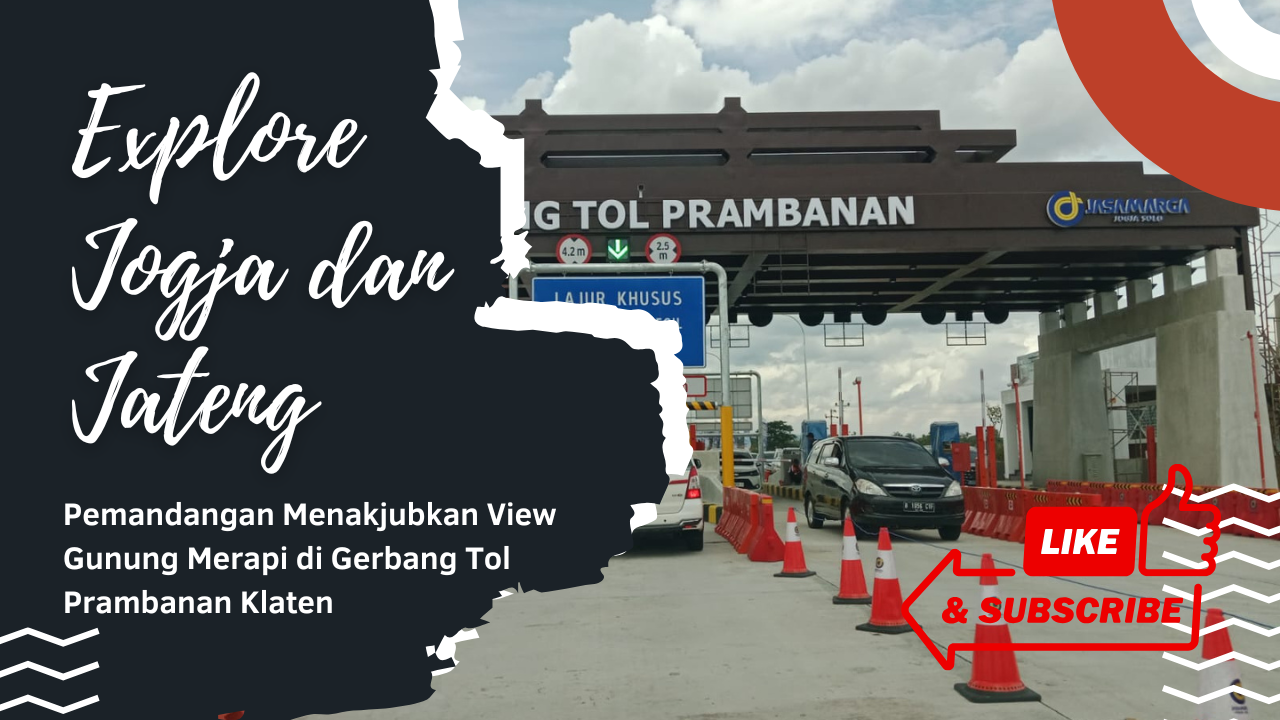 Explore
Jogja dan
Jateng
Pemandangan Menakjubkan View
Gunung Merapi di Gerbang Tol
Prambanan Klaten
NG TOL PRAMBANAN
JASAMARGA
JOGJA SOLO
4.2 m
2.5
m
LAJUR KHUSUS
LIKE
& SUBSCRIBE